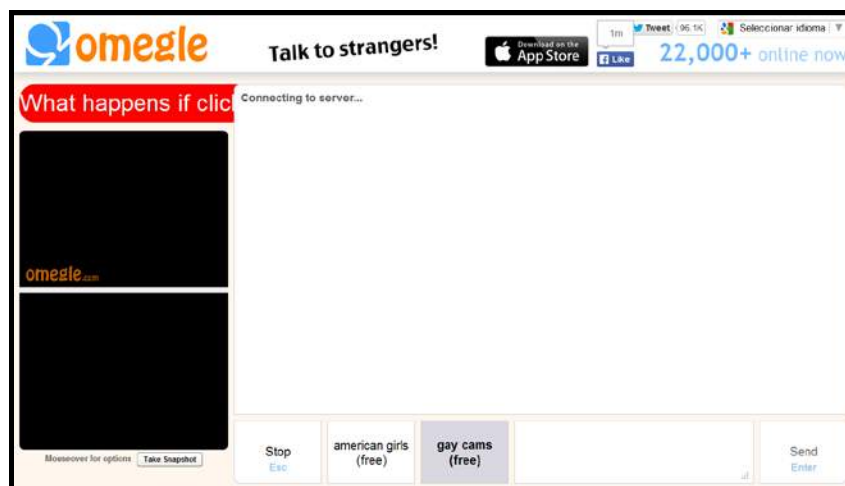 omegle
Talk to strangers!
Download on the
App Store
1m
Like
Tweet
96.1K
Seleccionar idioma
22,000+ online now
What happens if clic
Connecting to server...
omegle.com
Stop
Esc
american girls
(free)
gay cams
(free)
Send
Enter
Moeseover for options
Take Snapshot